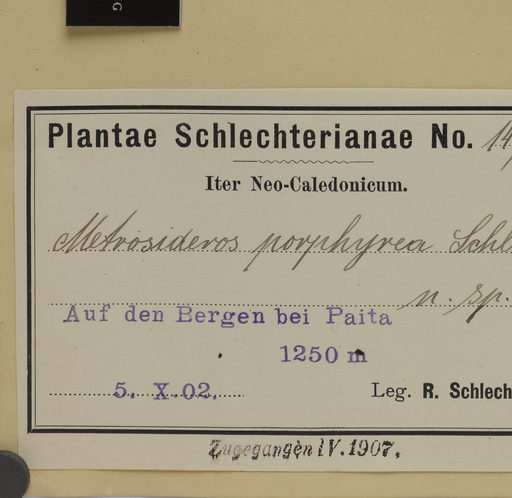 G
Plantae Schlechterianae No. 14
Iter Neo-Caledonicum.
Metrosideros porphyrea Schl
n. sp.
Auf den Bergen bei Paita
1250 m
5. X.02.
Leg. R. Schlech
Zugegangen IV.1907.